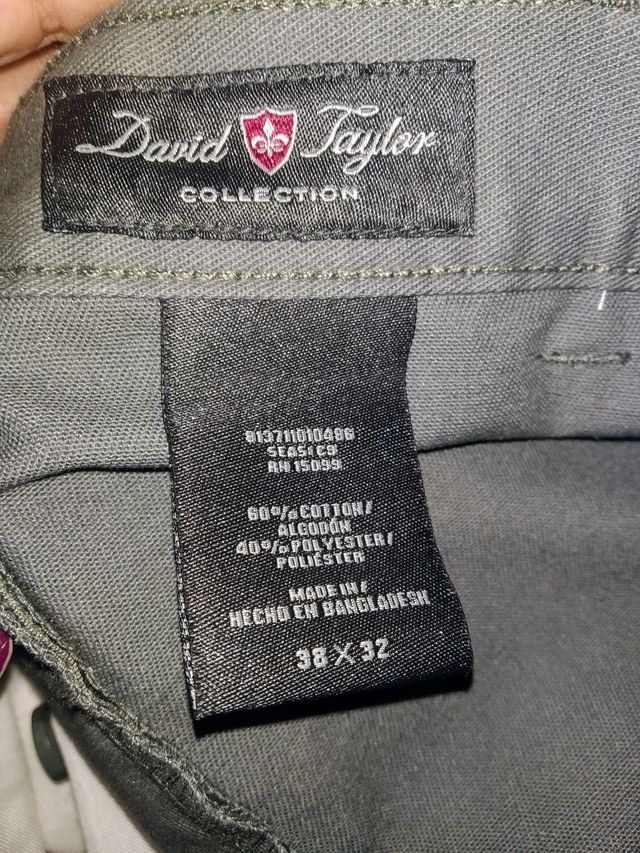 David Taylor
COLLECTION
813711010486
SEAS: C9
RN 15099
60% COTTON/
ALGODÓN
40% POLYESTER/
POLIÉSTER
MADE IN/
HECHO EN BANGLADESH
38 X 32